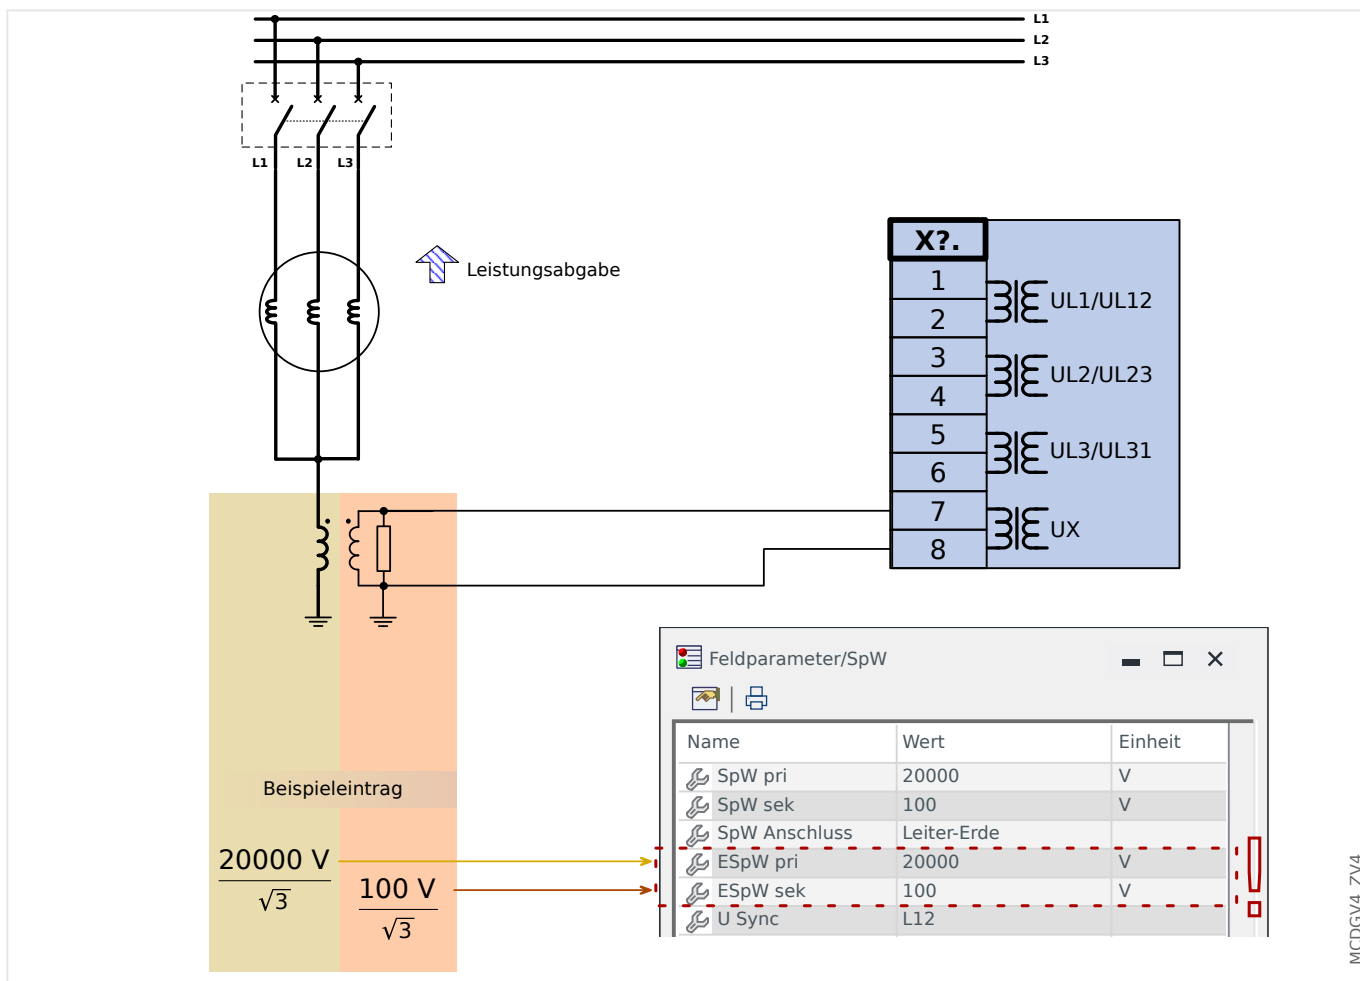 L1
L2
L3
L1 L2 L3
Leistungsabgabe
X?.
1
2
UL1/UL12
3
4
UL2/UL23
5
6
UL3/UL31
7
8
UX
Feldparameter/SpW
Name Wert Einheit
SpW pri 20000 V
SpW sek 100 V
SpW Anschluss Leiter-Erde
ESpW pri 20000 V
ESpW sek 100 V
U Sync L12
Beispieleintrag
20000 V
√3
100 V
√3
MCDGV4_ZV4